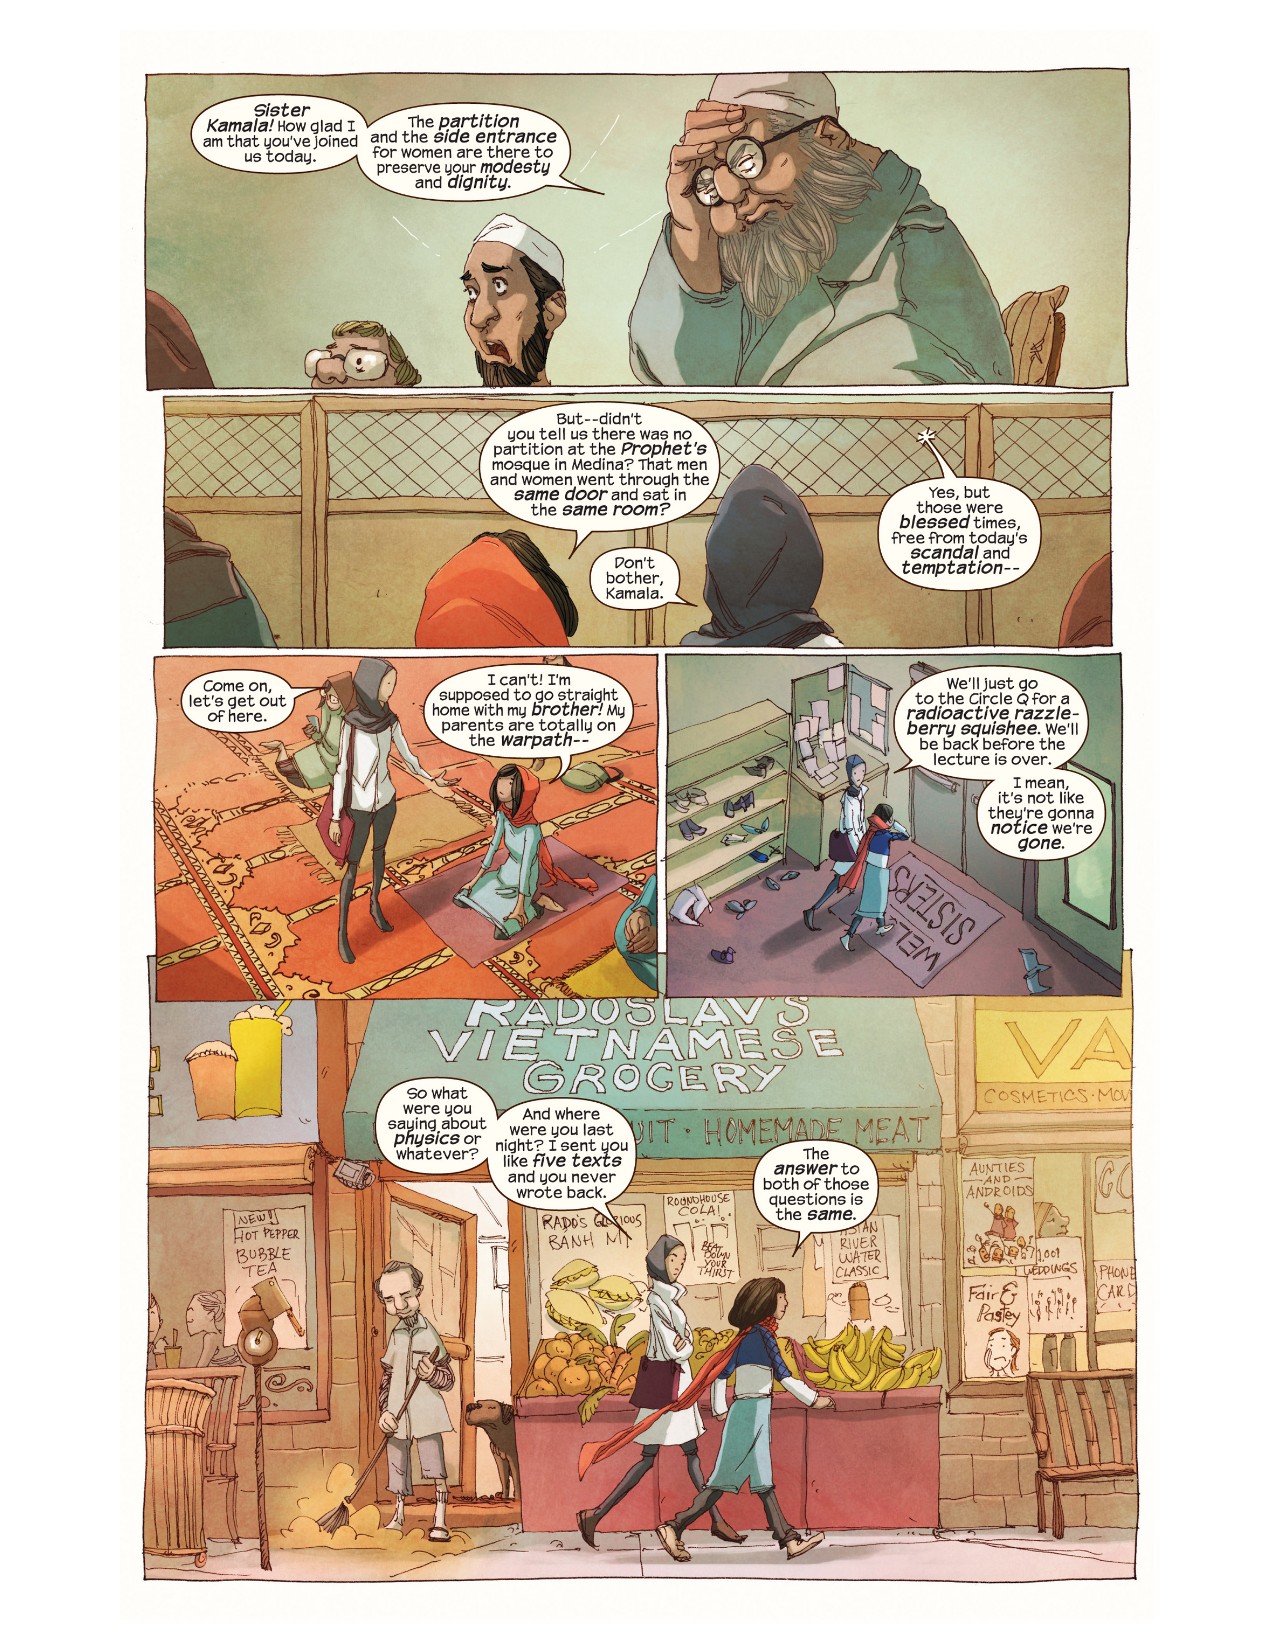 Sister
Kamala! How glad I
am that you've joined
us today.
The partition
and the side entrance
for women are there to
preserve your modesty
and dignity.
But--didn't
you tell us there was no
partition at the Prophet's
mosque in Medina? That men
and women went through the
same door and sat in
the same room?
Don't
bother,
Kamala.
Yes, but
those were
blessed times,
free from today's
scandal and
temptation--
Come on,
let's get out
of here.
I can't! I'm
supposed to go straight
home with my brother! My
parents are totally on
the warpath--
We'll just go
to the Circle Q for a
radioactive razzle-
berry squishee. We'll
be back before the
lecture is over.
I mean,
it's not like
they're gonna
notice we're
gone.
WEL
SISTERS
RADOSLAV'S
VIETNAMESE
GROCERY
UIT · HOMEMADE MEAT
VA
COSMETICS · MOV
So what
were you
saying about
physics or
whatever?
And where
were you last
night? I sent you
like five texts
and you never
wrote back.
The
answer to
both of those
questions is
the same.
NEW!!
HOT PEPPER
BUBBLE
TEA
RADO'S GLORIOUS
BANH MI
ROUNDHOUSE
COLA!
BEAT
DOWN
YOUR
THIRST
ASIAN
RIVER
WATER
CLASSIC
AUNTIES
-AND-
ANDROIDS
1,001
WEDDINGS
Fair &
Pastey
PHONE
CARD